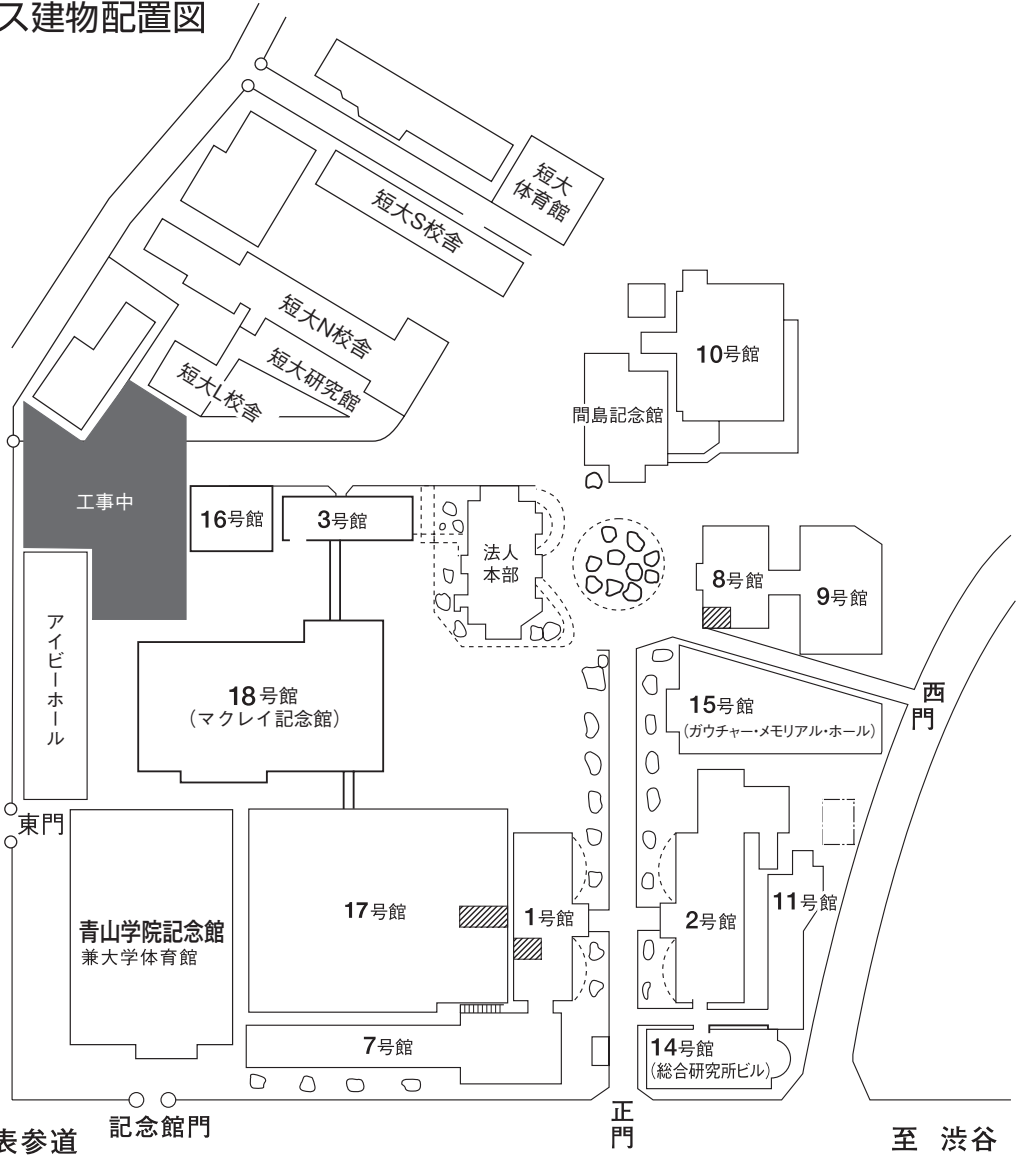 ス建物配置図
短大
体育館
短大S校舎
短大N校舎
短大研究館
短大L校舎
10号館
間島記念館
工事中
16号館
3号館
法人
本部
8号館
9号館
アイビーホール
18号館
(マクレイ記念館)
15号館
(ガウチャー・メモリアル・ホール)
西門
東門
17号館
1号館
2号館
11号館
青山学院記念館
兼大学体育館
7号館
14号館
(総合研究所ビル)
記念館門
正門
表参道
至 渋谷